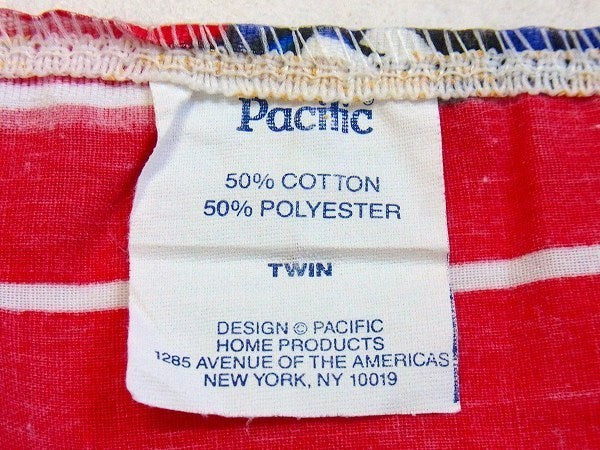 Pacific®
50% COTTON
50% POLYESTER
TWIN
DESIGN © PACIFIC
HOME PRODUCTS
1285 AVENUE OF THE AMERICAS
NEW YORK, NY 10019